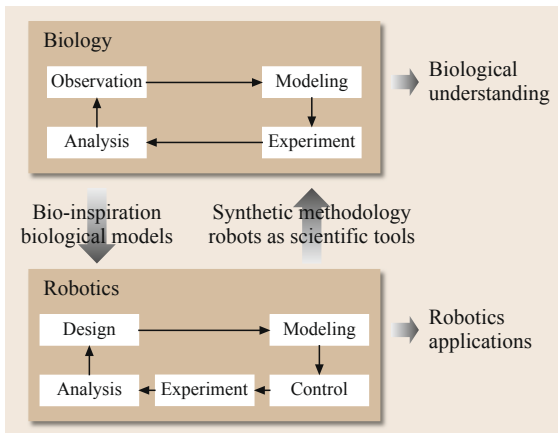 Biology
Observation
Modeling
Analysis
Experiment
Biological
understanding
Bio-inspiration
biological models
Synthetic methodology
robots as scientific tools
Robotics
Design
Modeling
Analysis
Experiment
Control
Robotics
applications